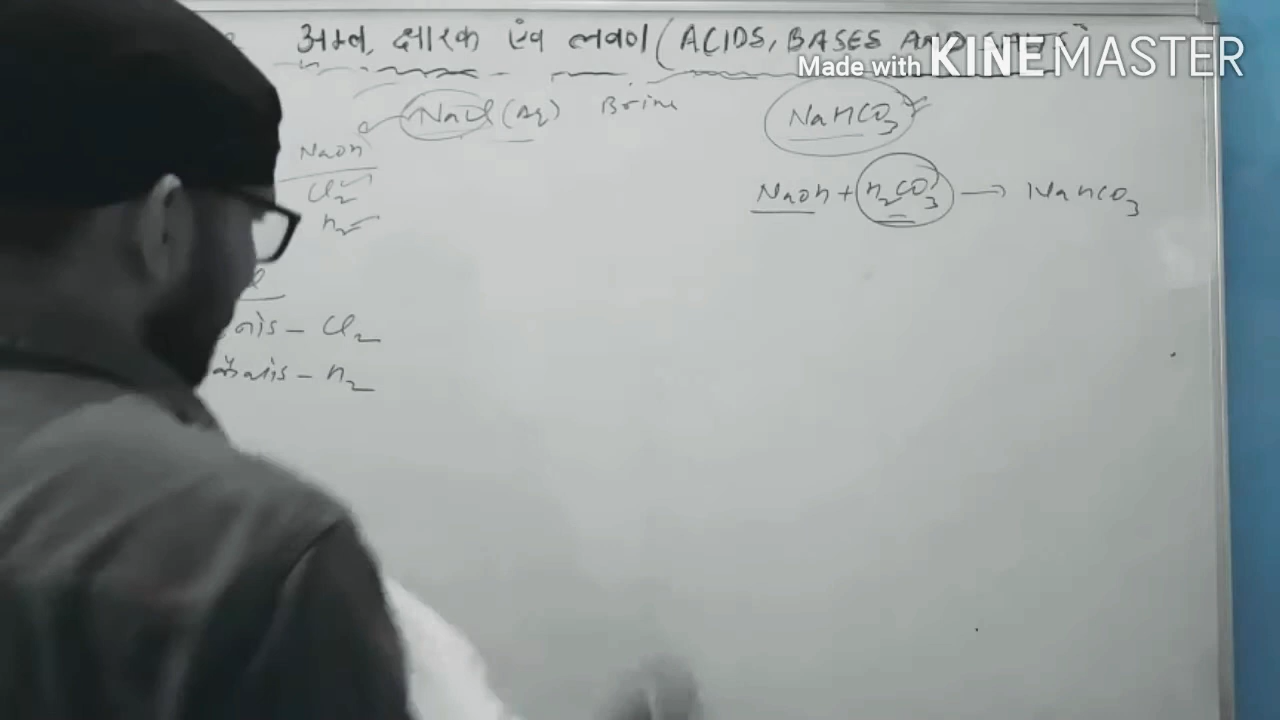 अम्ल, क्षारक एंव लवण (ACIDS, BASES AND SALTS)
Made with KINEMASTER
NaCl (Aq) Brine
NaOH
Cl2
H2
NaHCO3
NaOH + H2CO3 → NaHCO3
– Cl2
– H2